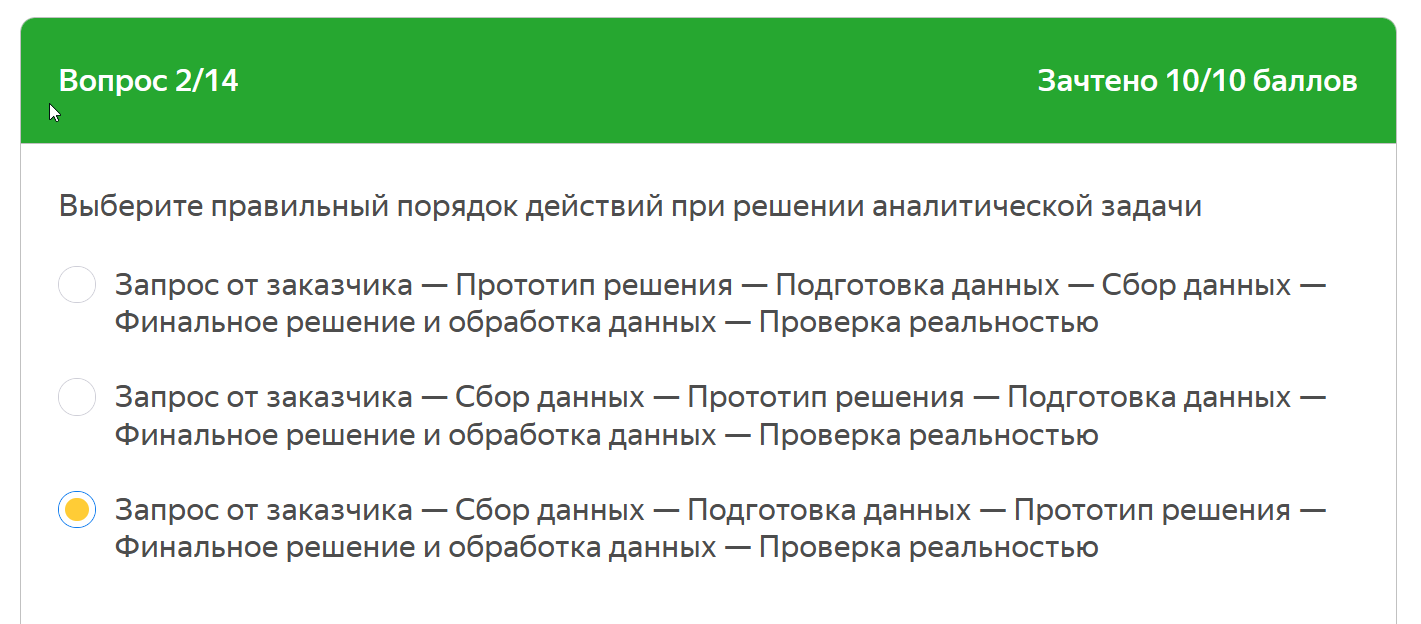 Вопрос 2/14
Зачтено 10/10 баллов
Выберите правильный порядок действий при решении аналитической задачи
Запрос от заказчика — Прототип решения — Подготовка данных — Сбор данных —
Финальное решение и обработка данных — Проверка реальностью
Запрос от заказчика — Сбор данных — Прототип решения — Подготовка данных —
Финальное решение и обработка данных — Проверка реальностью
Запрос от заказчика — Сбор данных — Подготовка данных — Прототип решения —
Финальное решение и обработка данных — Проверка реальностью